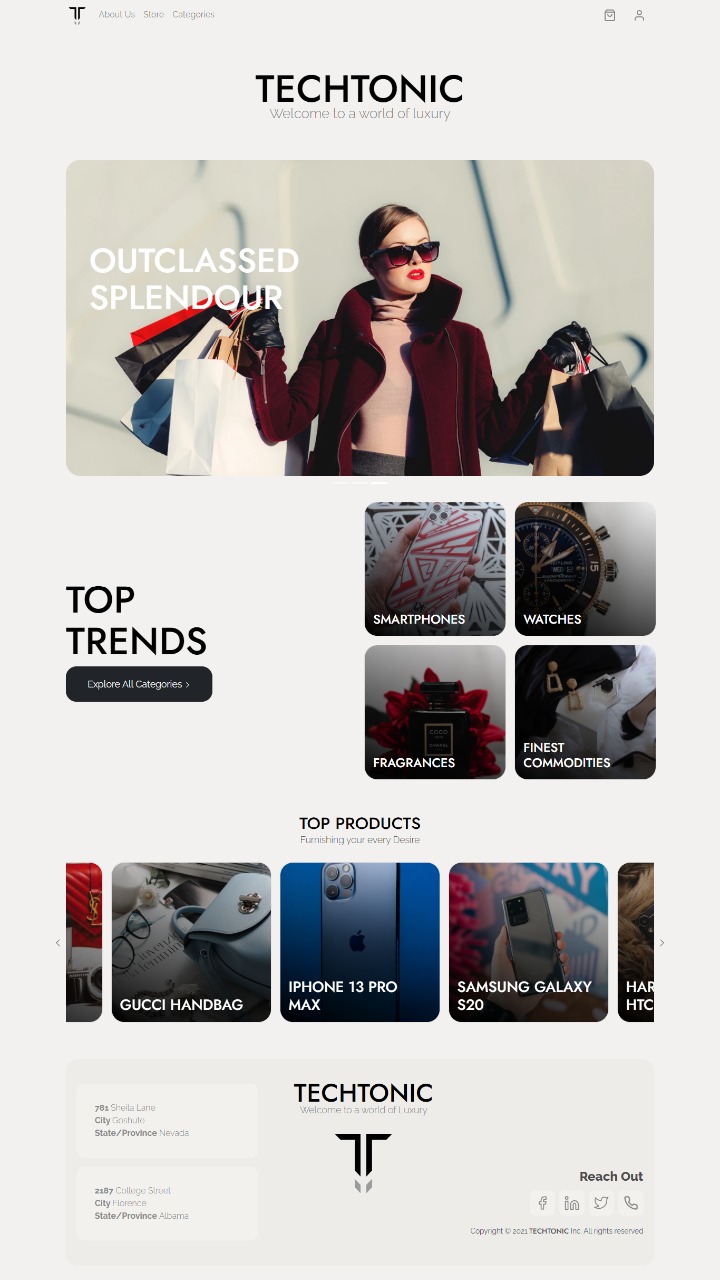 About Us Store Categories
TECHTONIC
Welcome to a world of luxury
OUTCLASSED
SPLENDOUR
TOP
TRENDS
Explore All Categories
SMARTPHONES
WATCHES
FRAGRANCES
COCO
CHANEL
FINEST
COMMODITIES
TOP PRODUCTS
Furnishing your every Desire
GUCCI HANDBAG
IPHONE 13 PRO
MAX
SAMSUNG GALAXY
S20
HAR
HTC
781 Sheila Lane
City Goshute
State/Province Nevada
2187 College Street
City Florence
State/Province Albama
TECHTONIC
Welcome to a world of Luxury
Reach Out
Copyright © 2021 TECHTONIC Inc. All rights reserved